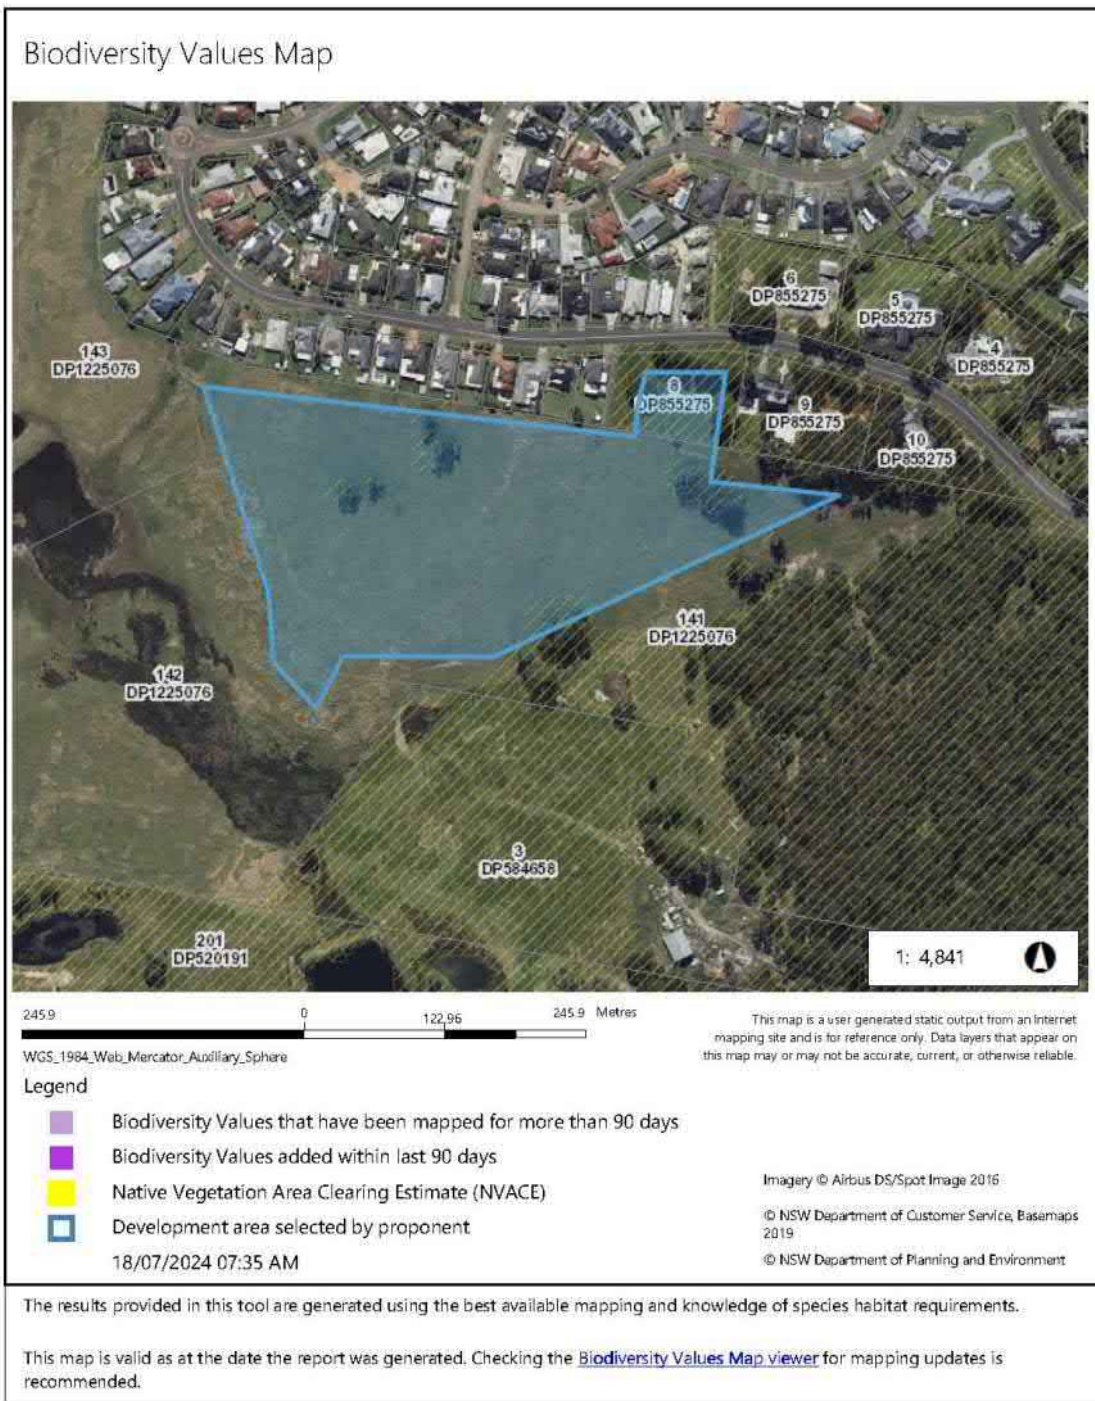 Biodiversity Values Map
6
DP855275
5
DP855275
4
DP855275
143
DP1225076
8
DP855275
9
DP855275
10
DP855275
141
DP1225076
142
DP1225076
3
DP584658
201
DP520191
1: 4,841
245.9 0 122.96 245.9 Metres
WGS_1984_Web_Mercator_Auxiliary_Sphere
This map is a user generated static output from an Internet
mapping site and is for reference only. Data layers that appear on
this map may or may not be accurate, current, or otherwise reliable.
Legend
Biodiversity Values that have been mapped for more than 90 days
Biodiversity Values added within last 90 days
Native Vegetation Area Clearing Estimate (NVACE)
Development area selected by proponent
18/07/2024 07:35 AM
Imagery © Airbus DS/Spot Image 2016
© NSW Department of Customer Service, Basemaps
2019
© NSW Department of Planning and Environment
The results provided in this tool are generated using the best available mapping and knowledge of species habitat requirements.
This map is valid as at the date the report was generated. Checking the Biodiversity Values Map viewer for mapping updates is
recommended.